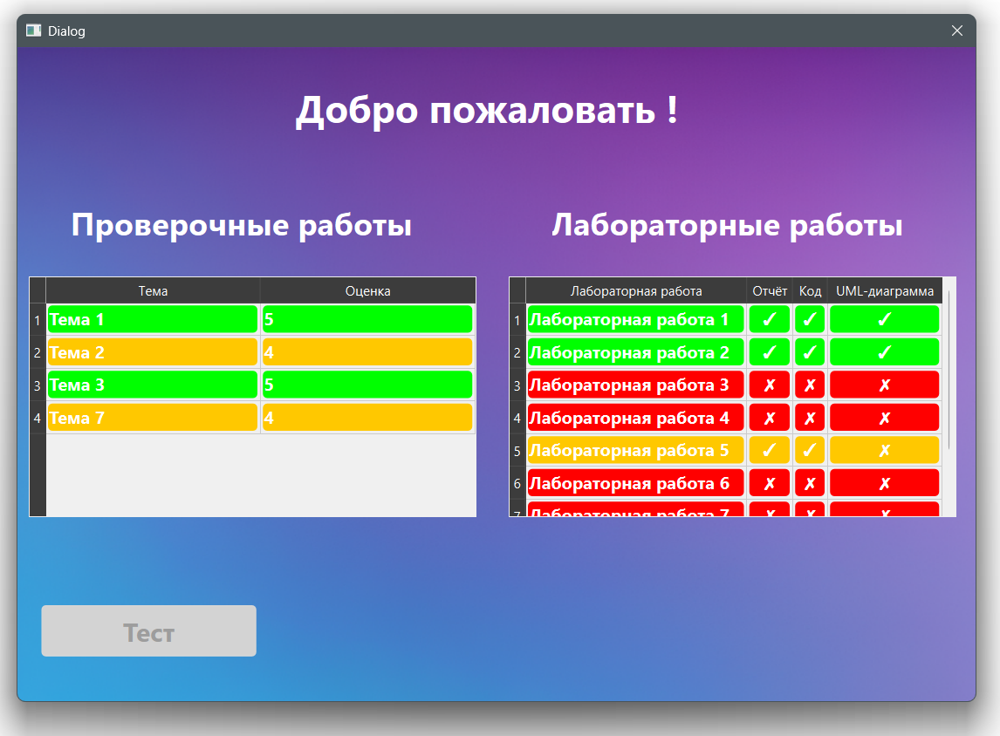 Dialog
Добро пожаловать !
Проверочные работы
Тема Оценка
1 Тема 1 5
2 Тема 2 4
3 Тема 3 5
4 Тема 7 4
Лабораторные работы
Лабораторная работа Отчёт Код UML-диаграмма
1 Лабораторная работа 1 ✓ ✓ ✓
2 Лабораторная работа 2 ✓ ✓ ✓
3 Лабораторная работа 3 ✗ ✗ ✗
4 Лабораторная работа 4 ✗ ✗ ✗
5 Лабораторная работа 5 ✓ ✓ ✗
6 Лабораторная работа 6 ✗ ✗ ✗
7 Лабораторная работа 7 ✗ ✗ ✗
Тест